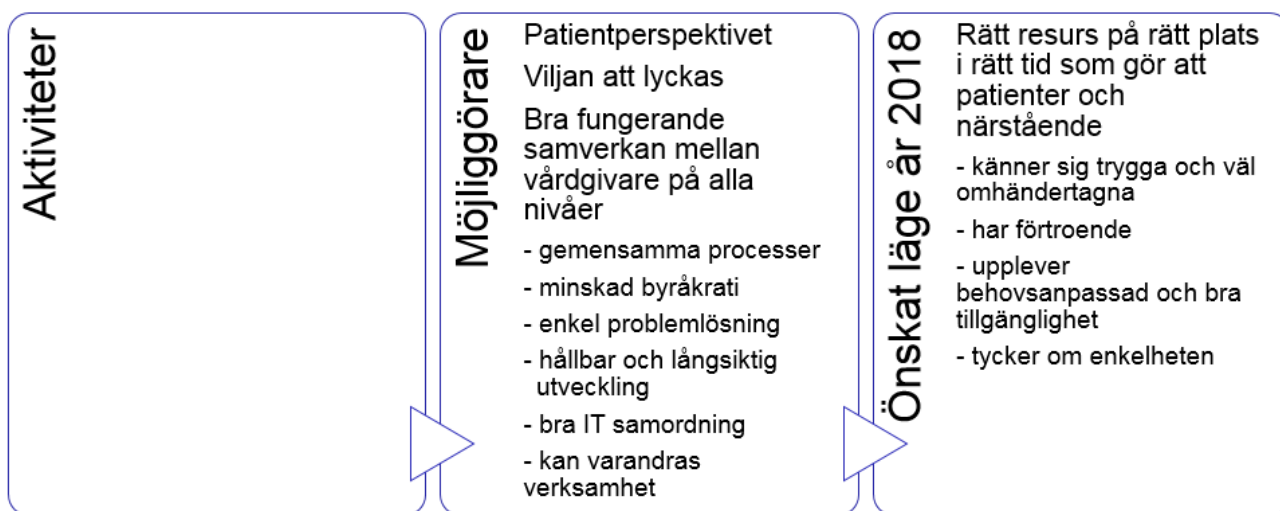 Aktiviteter
Möjliggörare
Patientperspektivet
Viljan att lyckas
Bra fungerande
samverkan mellan
vårdgivare på alla
nivåer
- gemensamma processer
- minskad byråkrati
- enkel problemlösning
- hållbar och långsiktig
utveckling
- bra IT samordning
- kan varandras
verksamhet
Önskat läge år 2018
Rätt resurs på rätt plats
i rätt tid som gör att
patienter och
närstående
- känner sig trygga och väl
omhändertagna
- har förtroende
- upplever
behovsanpassad och bra
tillgänglighet
- tycker om enkelheten